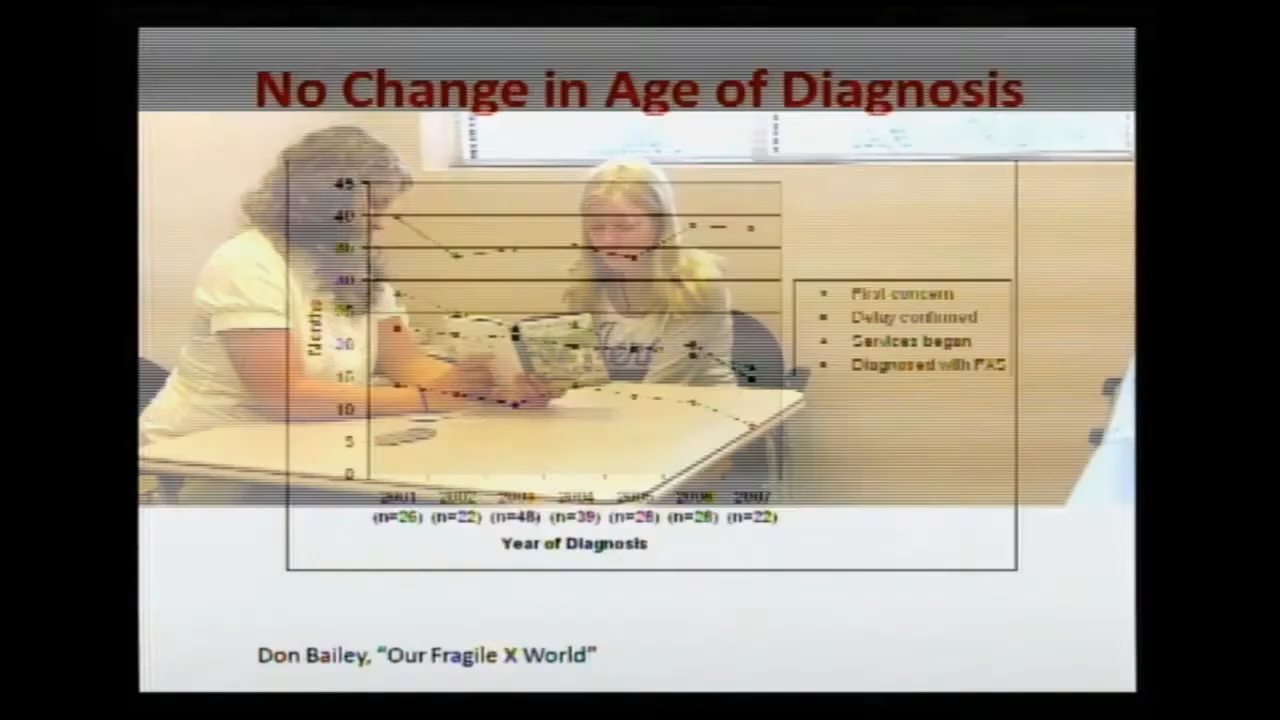 No Change in Age of Diagnosis
45
40
35
30
25
20
15
10
5
0
Months
First concern
Delay confirmed
Services began
Diagnosed with FXS
2001 2002 2003 2004 2005 2006 2007
(n=26) (n=22) (n=48) (n=39) (n=28) (n=28) (n=22)
Year of Diagnosis
Don Bailey, "Our Fragile X World"